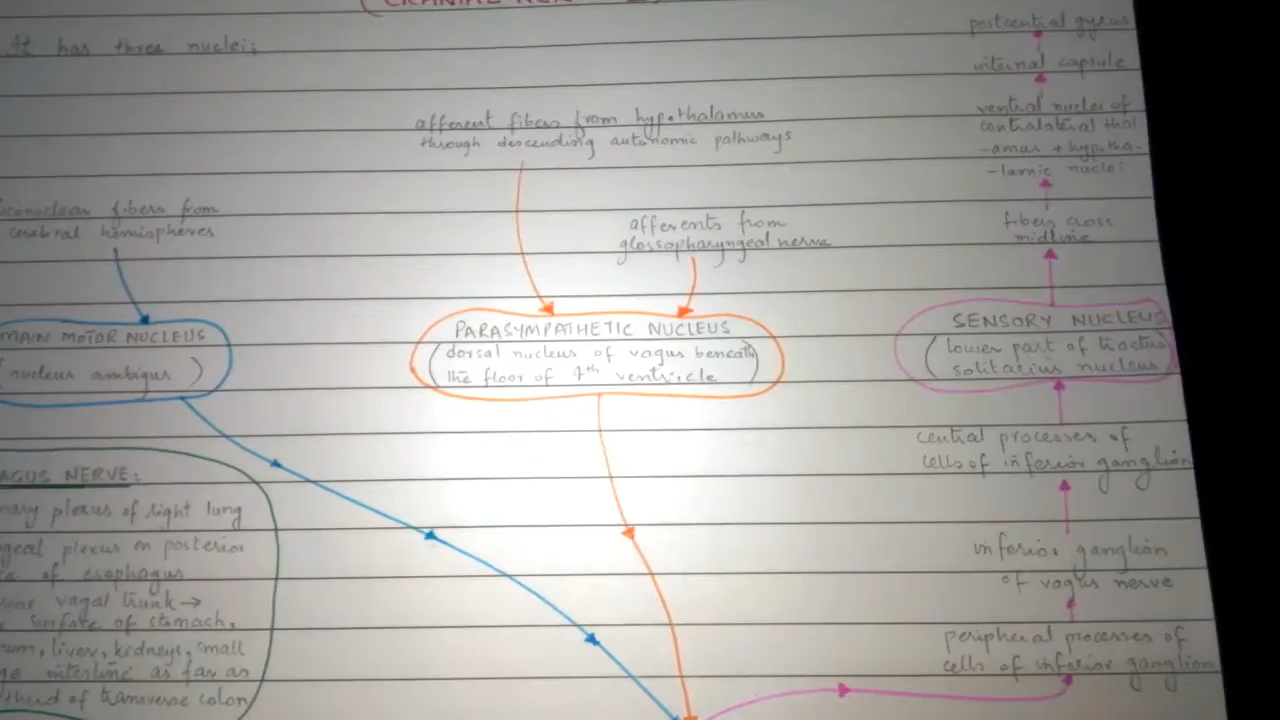 It has three nuclei:
afferent fibers from hypothalamus
through descending autonomic pathways
fibers from
cerebral hemispheres
afferents from
glossopharyngeal nerve
postcentral gyrus
internal capsule
ventral nuclei of
contralateral thal
-amus + hypotha-
-lamic nuclei
fibers cross
midline
MAIN MOTOR NUCLEUS
(nucleus ambigus)
PARASYMPATHETIC NUCLEUS
(dorsal nucleus of vagus beneath
the floor of 4th ventricle)
SENSORY NUCLEUS
(lower part of tractus
solitarius nucleus)
central processes of
cells of inferior ganglion
inferior ganglion
of vagus nerve
peripheral processes of
cells of inferior ganglion
AGUS NERVE:
nary plexus of right lung
geal plexus on posterior
of esophagus
vagal trunk →
surface of stomach,
num, liver, kidneys, small
ge intestine as far as
third of transverse colon